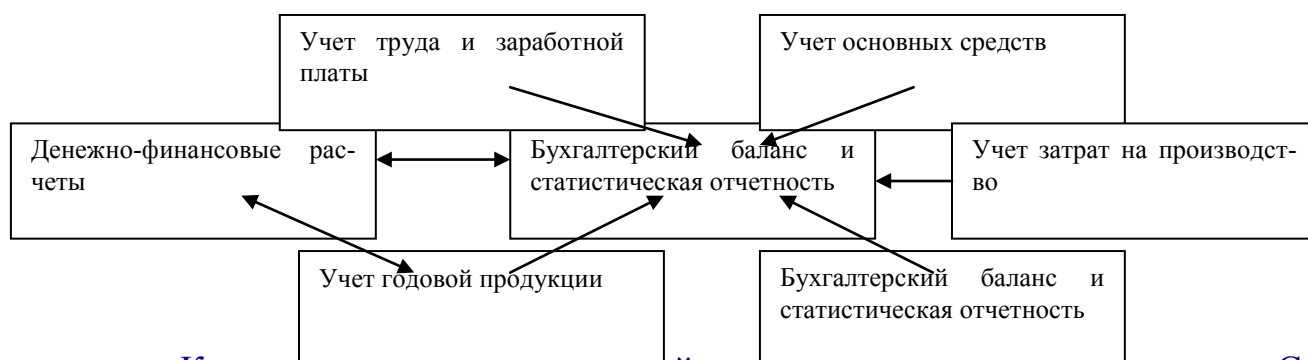 Учет труда и заработной
платы
Учет основных средств
Денежно-финансовые рас-
четы
Бухгалтерский баланс и
статистическая отчетность
Учет затрат на производст-
во
Учет годовой продукции
Бухгалтерский баланс и
статистическая отчетность